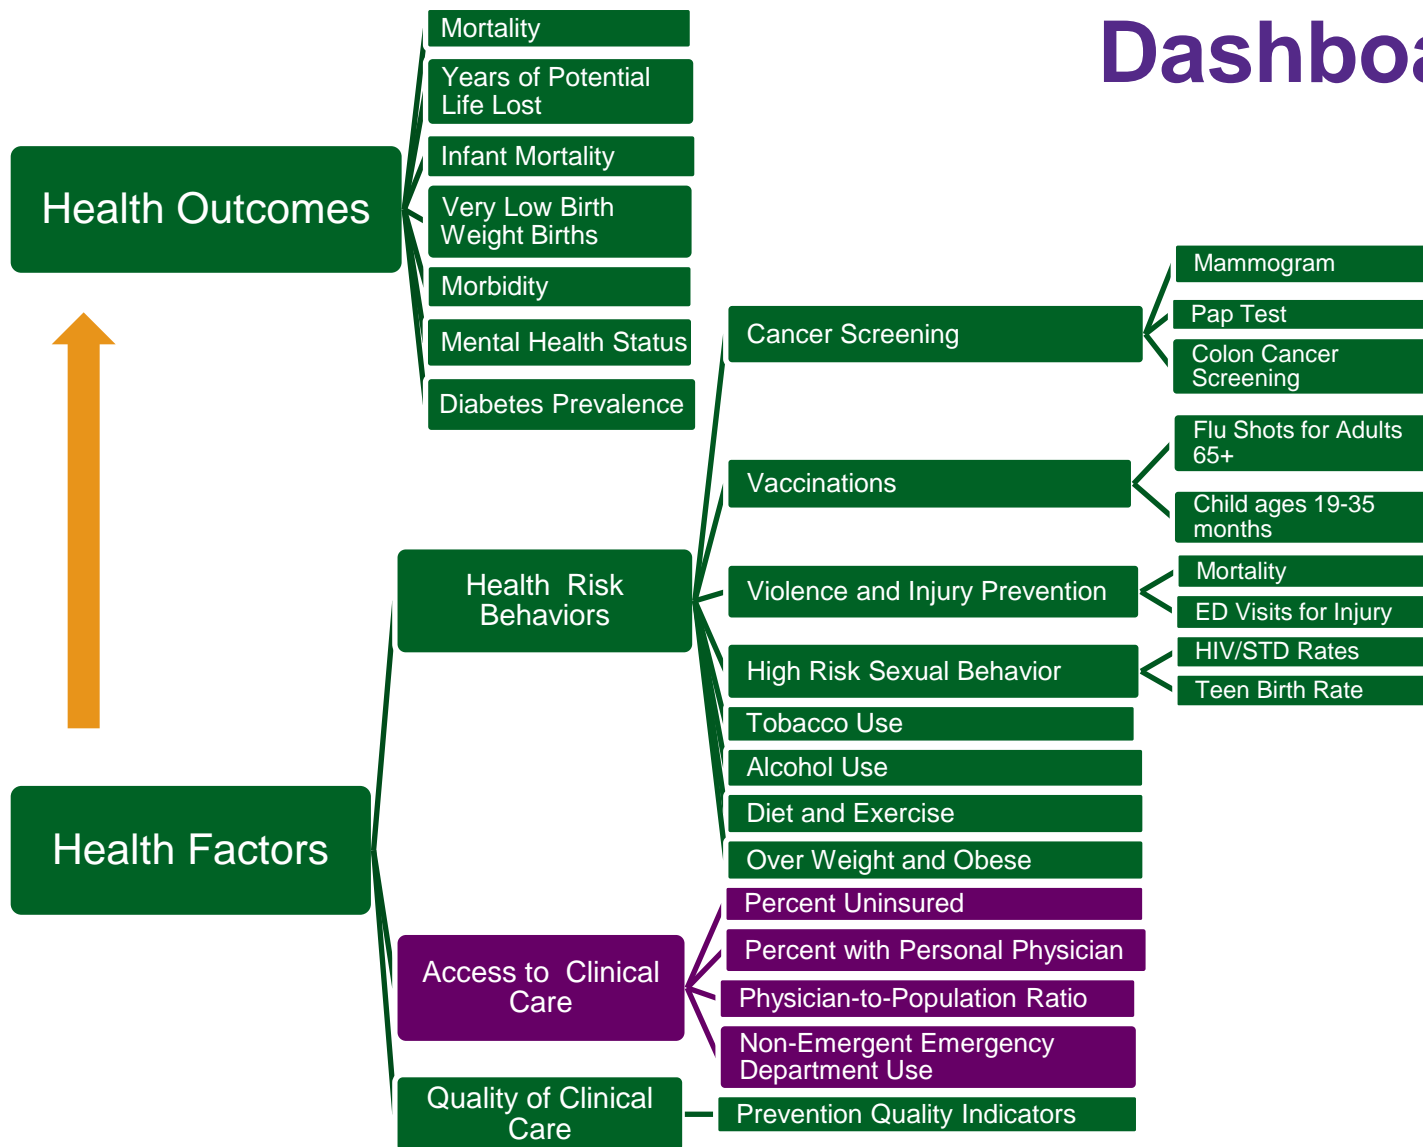 Dashboa
Mortality
Years of Potential
Life Lost
Infant Mortality
Very Low Birth
Weight Births
Morbidity
Mental Health Status
Diabetes Prevalence
Health Outcomes
Health Factors
Health Risk
Behaviors
Cancer Screening
Mammogram
Pap Test
Colon Cancer
Screening
Vaccinations
Flu Shots for Adults
65+
Child ages 19-35
months
Violence and Injury Prevention
Mortality
ED Visits for Injury
High Risk Sexual Behavior
HIV/STD Rates
Teen Birth Rate
Tobacco Use
Alcohol Use
Diet and Exercise
Over Weight and Obese
Access to Clinical
Care
Percent Uninsured
Percent with Personal Physician
Physician-to-Population Ratio
Non-Emergent Emergency
Department Use
Quality of Clinical
Care
Prevention Quality Indicators